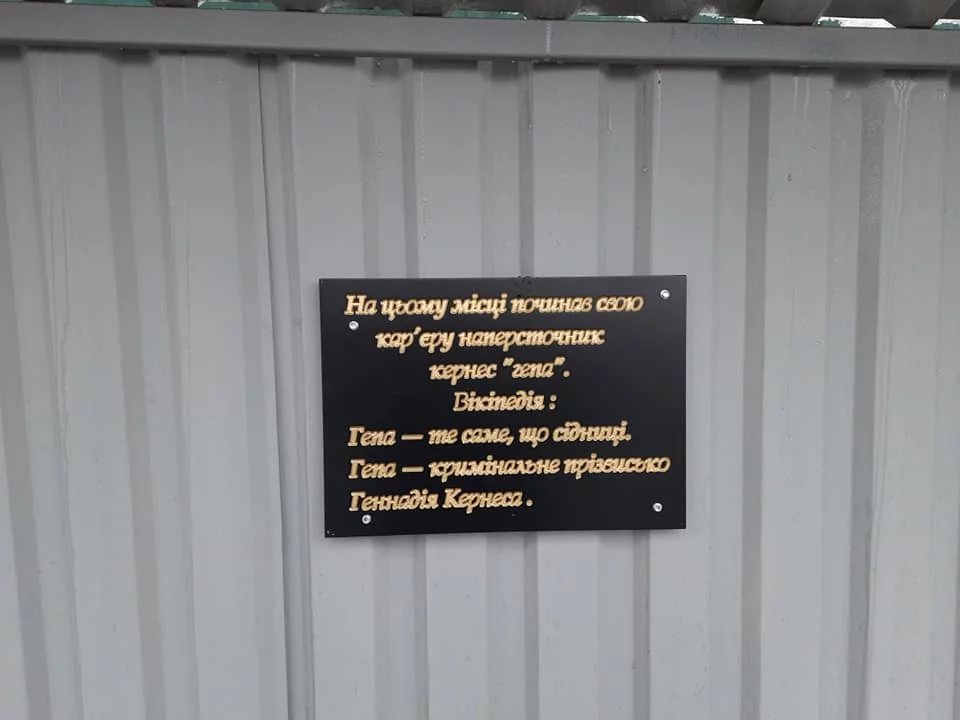 На цьому місці починав свою
кар'єру наперсточник
кернес "гепа".
Вікіпедія :
Гепа — те саме, що сідниці.
Гепа — кримінальне прізвисько
Геннадія Кернеса .